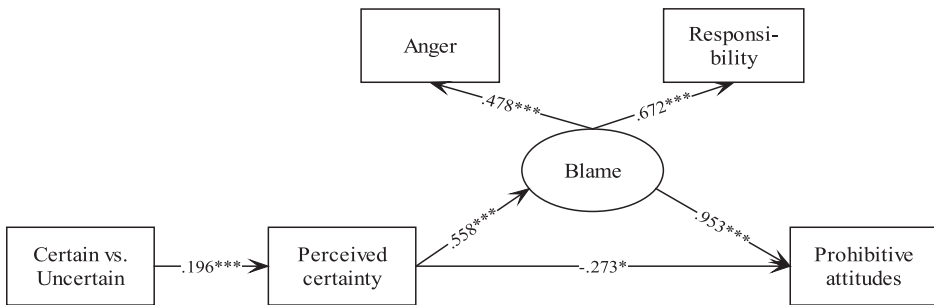 Anger
Responsi-
bility
.478***
.672***
Blame
.558***
.953***
Certain vs.
Uncertain
.196***
Perceived
certainty
-.273*
Prohibitive
attitudes